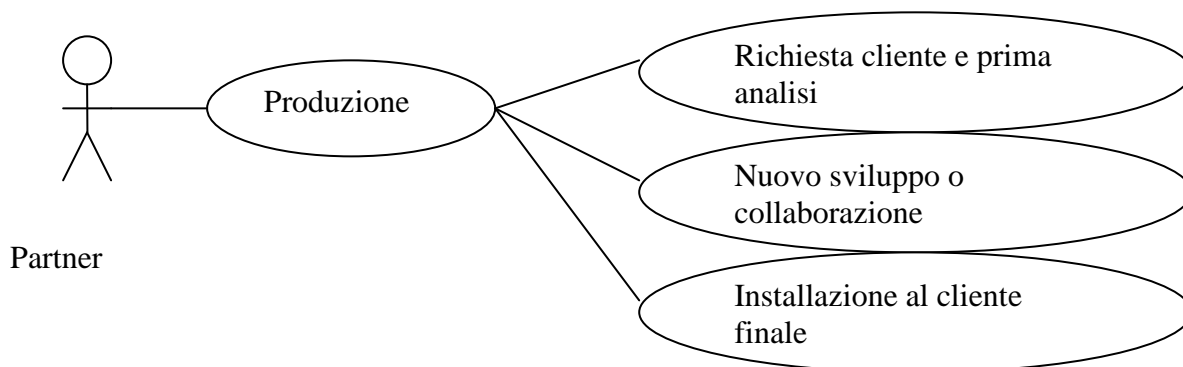 Richiesta cliente e prima
analisi
Produzione
Nuovo sviluppo o
collaborazione
Partner
Installazione al cliente
finale